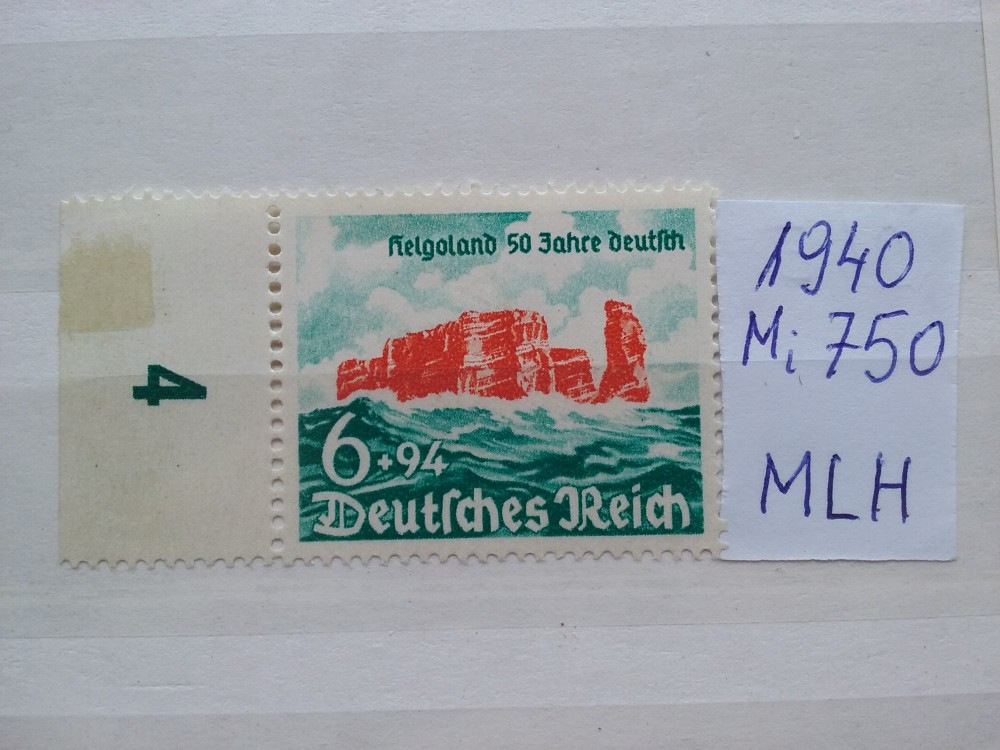 Helgoland 50 Jahre deutsch
6+94
Deutsches Reich
4
1940
Mi 750
MLH